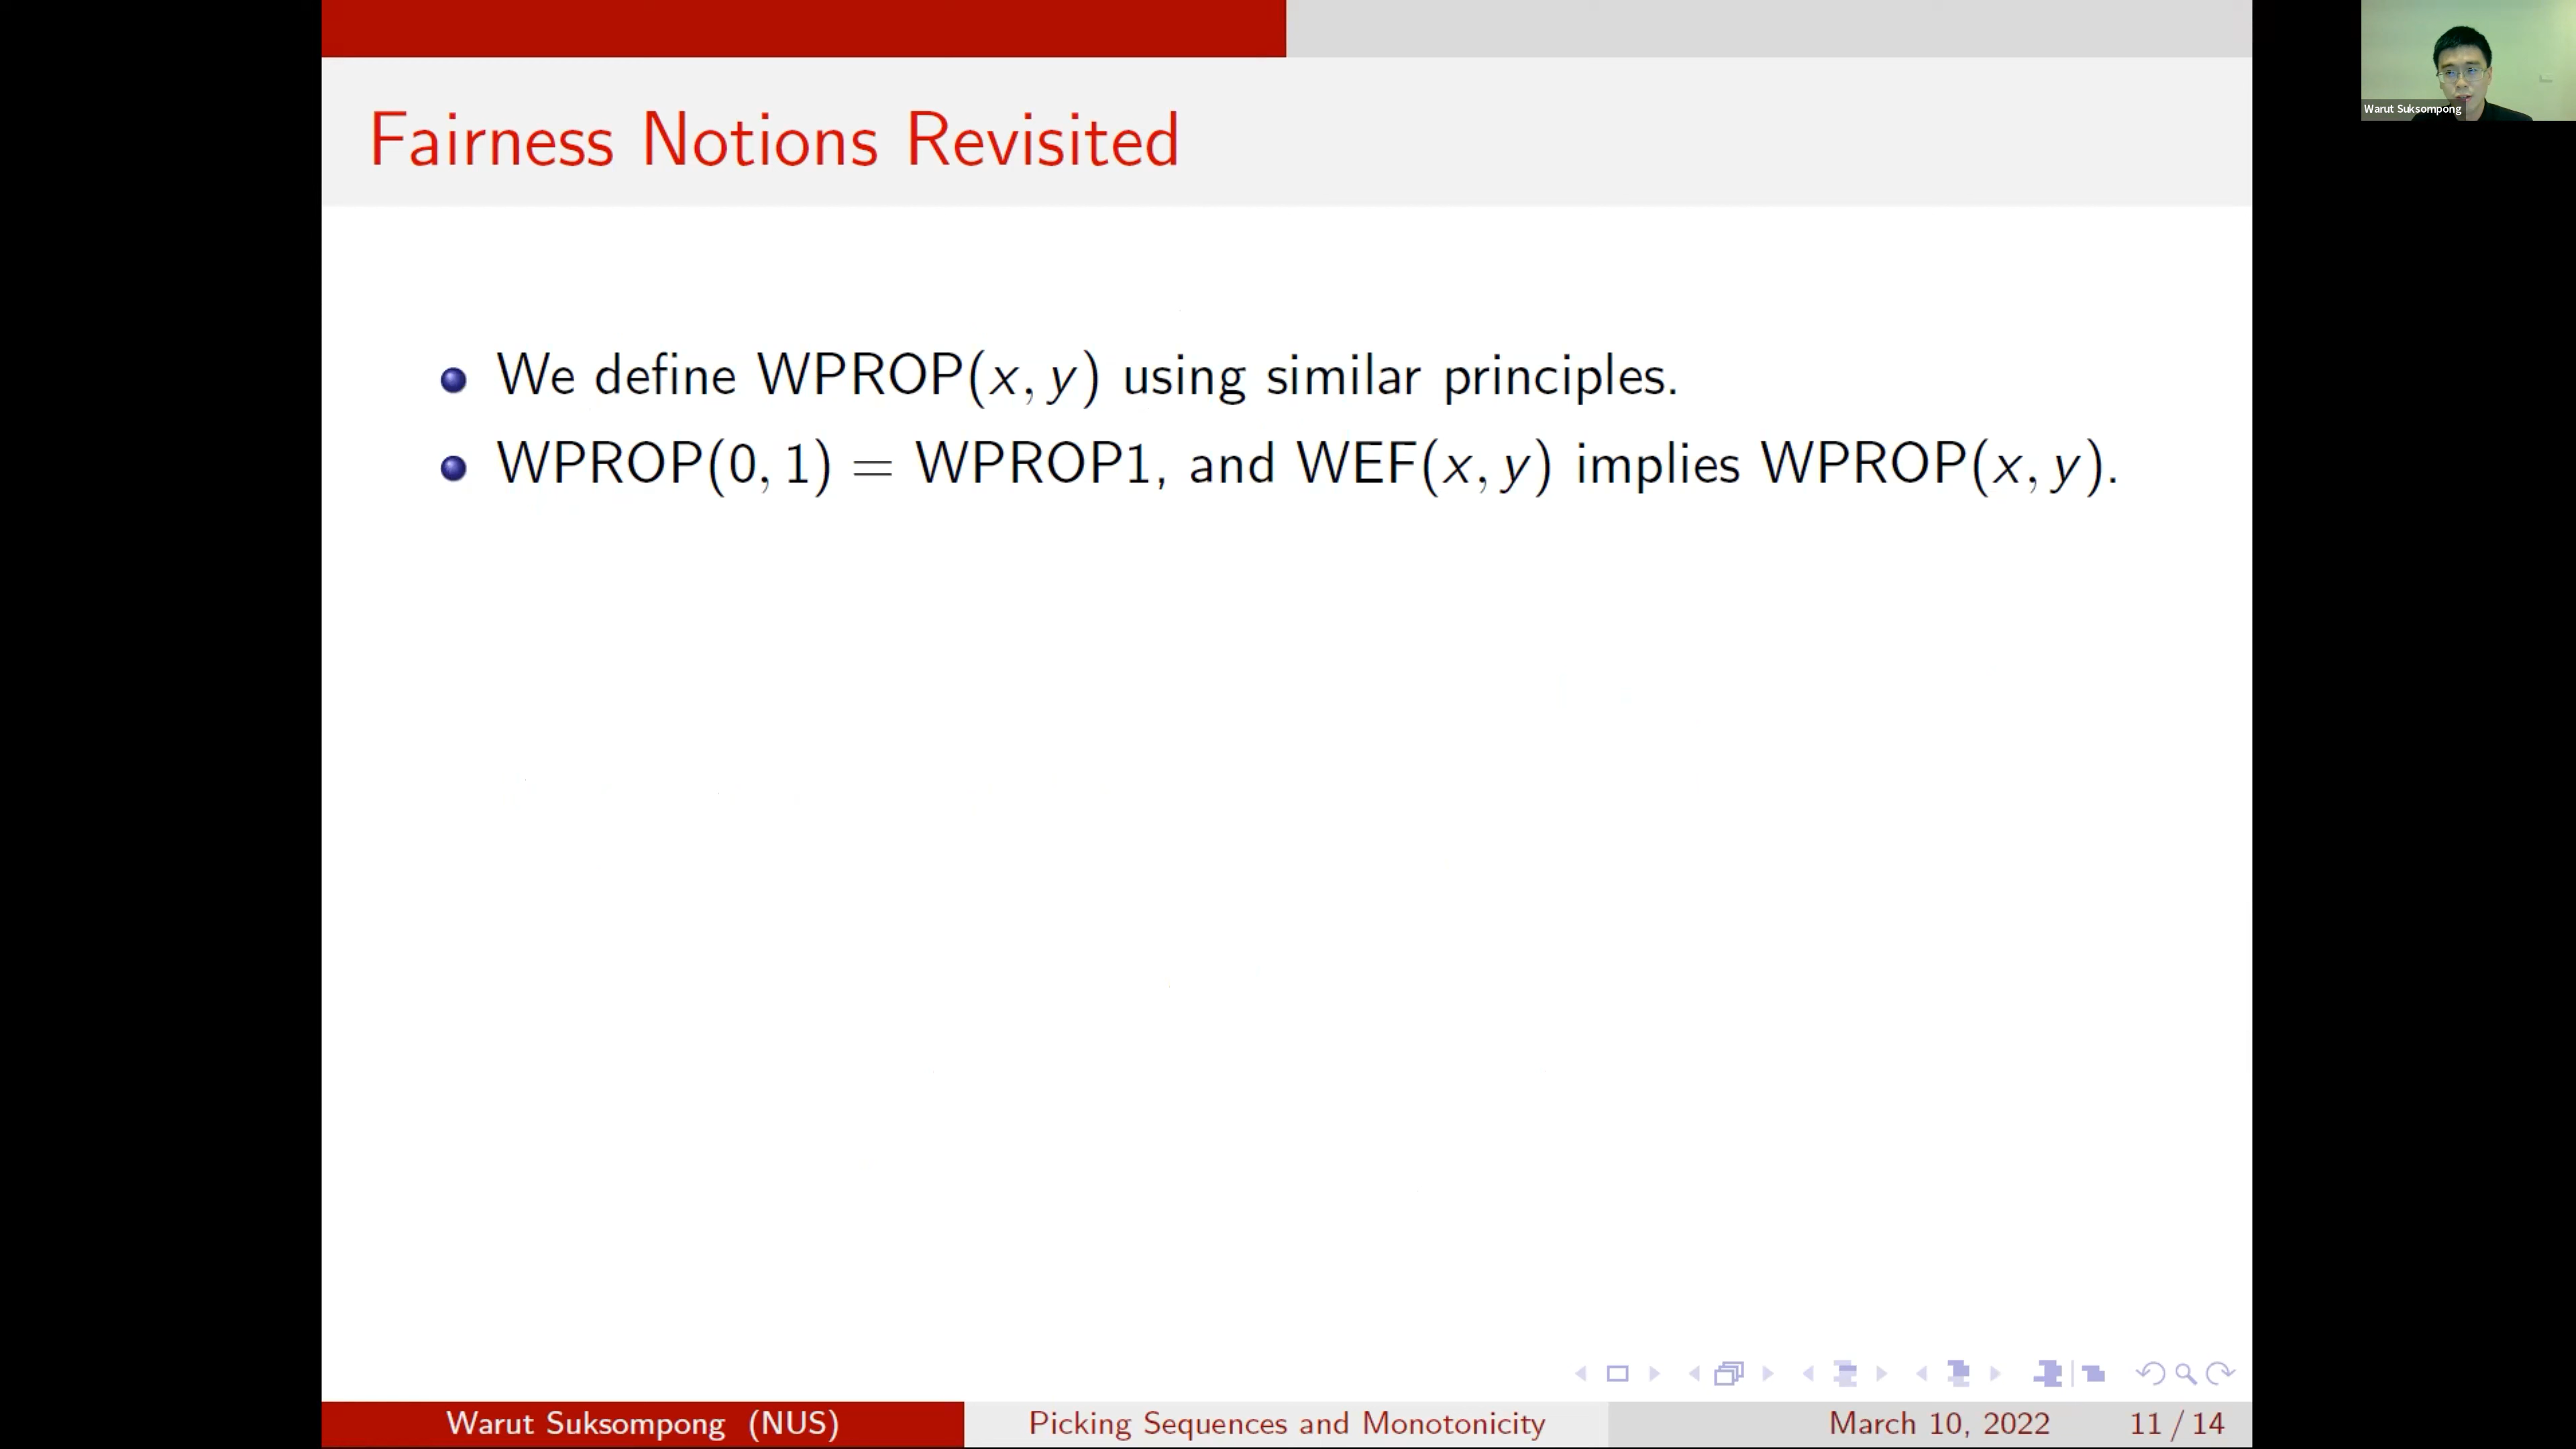 Fairness Notions Revisited
Warut Suksompong
We define WPROP(x, y) using similar principles.
WPROP(0, 1) = WPROP1, and WEF(x, y) implies WPROP(x, y).
Warut Suksompong (NUS)
Picking Sequences and Monotonicity
March 10, 2022
11 / 14